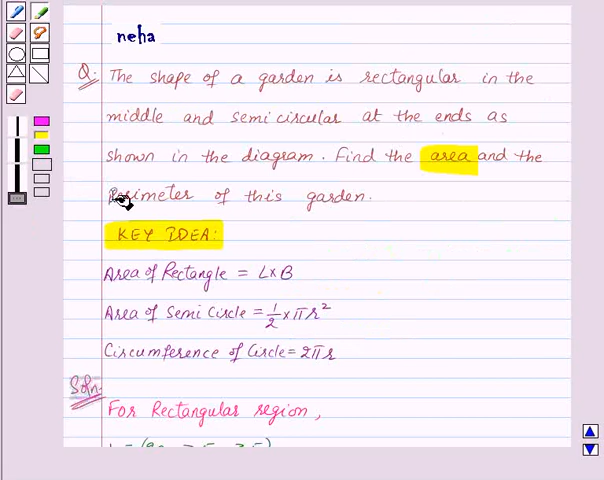 neha
Q. The shape of a garden is rectangular in the
middle and semi circular at the ends as
shown in the diagram. Find the area and the
perimeter of this garden.
KEY IDEA:
Area of Rectangle = L×B
Area of Semi Circle = 1/2 × πr²
Circumference of Circle = 2πr
Soln.
For Rectangular region,